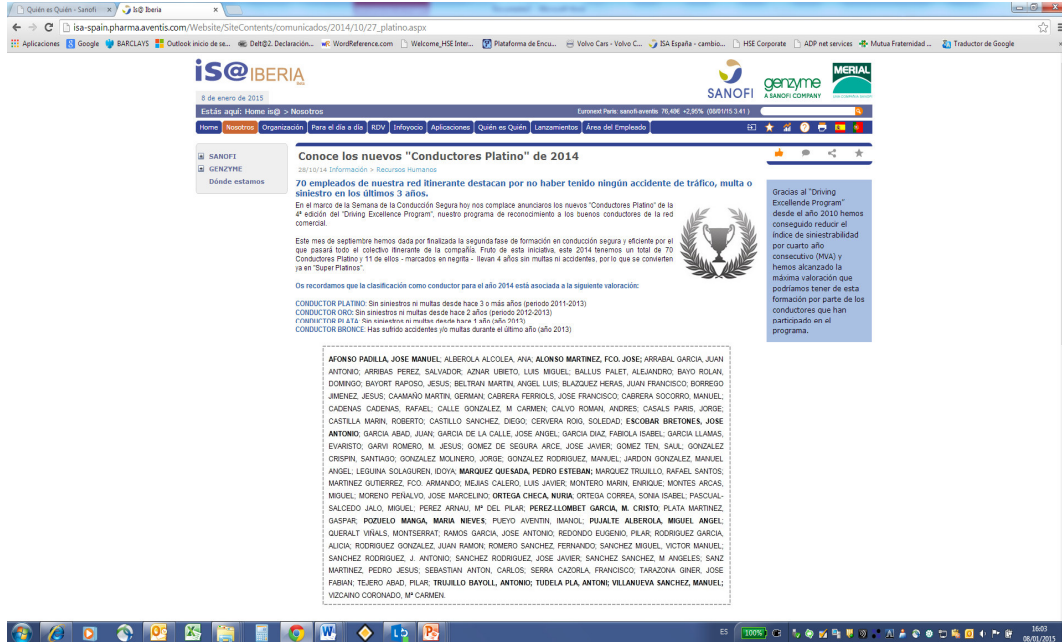 Quién es Quién - Sanofi
Is@ Iberia
isa-spain.pharma.aventis.com/Website/SiteContents/comunicados/2014/10/27_platino.aspx
Aplicaciones Google BARCLAYS Outlook inicio de se... Delt@2. Declaración... WordReference.com Welcome_HSE Inter... Plataforma de Encu... Volvo Cars - Volvo C... ISA España - cambio... HSE Corporate ADP net services Mutua Fraternidad ... Traductor de Google
is@IBERIA
SANOFI genzyme MERIAL
A SANOFI COMPANY
8 de enero de 2015
Estás aquí: Home is@ > Nosotros
Euronext Paris: sanofi-aventis 76,48€ +2,95% (08/01/15 3.41 )
Home Nosotros Organización Para el día a día RDV Infoyocio Aplicaciones Quién es Quién Lanzamientos Área del Empleado
SANOFI
GENZYME
Dónde estamos
Conoce los nuevos "Conductores Platino" de 2014
28/10/14 Información > Recursos Humanos
70 empleados de nuestra red itinerante destacan por no haber tenido ningún accidente de tráfico, multa o
siniestro en los últimos 3 años.
En el marco de la Semana de la Conducción Segura hoy nos complace anunciaros los nuevos "Conductores Platino" de la
4ª edición del "Driving Excellence Program", nuestro programa de reconocimiento a los buenos conductores de la red
comercial.
Este mes de septiembre hemos dada por finalizada la segunda fase de formación en conducción segura y eficiente por el
que pasará todo el colectivo itinerante de la compañía. Fruto de esta iniciativa, este 2014 tenemos un total de 70
Conductores Platino y 11 de ellos - marcados en negrita - llevan 4 años sin multas ni accidentes, por lo que se convierten
ya en "Super Platinos".
Os recordamos que la clasificación como conductor para el año 2014 está asociada a la siguiente valoración:
CONDUCTOR PLATINO: Sin siniestros ni multas desde hace 3 o más años (periodo 2011-2013)
CONDUCTOR ORO: Sin siniestros ni multas desde hace 2 años (periodo 2012-2013)
CONDUCTOR PLATA: Sin siniestros ni multas desde hace 1 año (año 2013)
CONDUCTOR BRONCE: Has sufrido accidentes y/o multas durante el último año (año 2013)
Gracias al "Driving
Excellende Program"
desde el año 2010 hemos
conseguido reducir el
índice de siniestrabilidad
por cuarto año
consecutivo (MVA) y
hemos alcanzado la
máxima valoración que
podríamos tener de esta
formación por parte de los
conductores que han
participado en el
programa.
AFONSO PADILLA, JOSE MANUEL; ALBEROLA ALCOLEA, ANA; ALONSO MARTINEZ, FCO. JOSE; ARRABAL GARCIA, JUAN
ANTONIO; ARRIBAS PEREZ, SALVADOR; AZNAR UBIETO, LUIS MIGUEL; BALLUS PALET, ALEJANDRO; BAYO ROLAN,
DOMINGO; BAYORT RAPOSO, JESUS; BELTRAN MARTIN, ANGEL LUIS; BLAZQUEZ HERAS, JUAN FRANCISCO; BORREGO
JIMENEZ, JESUS; CAAMAÑO MARTIN, GERMAN; CABRERA FERRIOLS, JOSE FRANCISCO; CABRERA SOCORRO, MANUEL;
CADENAS CADENAS, RAFAEL; CALLE GONZALEZ, M CARMEN; CALVO ROMAN, ANDRES; CASALS PARIS, JORGE;
CASTILLA MARIN, ROBERTO; CASTILLO SANCHEZ, DIEGO; CERVERA ROIG, SOLEDAD; ESCOBAR BRETONES, JOSE
ANTONIO; GARCIA ABAD, JUAN; GARCIA DE LA CALLE, JOSE ANGEL; GARCIA DIAZ, FABIOLA ISABEL; GARCIA LLAMAS,
EVARISTO; GARVI ROMERO, M. JESUS; GOMEZ DE SEGURA ARCE, JOSE JAVIER; GOMEZ TEN, SAUL; GONZALEZ
CRISPIN, SANTIAGO; GONZALEZ MOLINERO, JORGE; GONZALEZ RODRIGUEZ, MANUEL; JARDON GONZALEZ, MANUEL
ANGEL; LEGUINA SOLAGUREN, IDOYA; MARQUEZ QUESADA, PEDRO ESTEBAN; MARQUEZ TRUJILLO, RAFAEL SANTOS;
MARTINEZ GUTIERREZ, FCO. ARMANDO; MEJIAS CALERO, LUIS JAVIER; MONTERO MARIN, ENRIQUE; MONTES ARCAS,
MIGUEL; MORENO PEÑALVO, JOSE MARCELINO; ORTEGA CHECA, NURIA; ORTEGA CORREA, SONIA ISABEL; PASCUAL-
SALCEDO JALO, MIGUEL; PEREZ ARNAU, Mª DEL PILAR; PEREZ-LLOMBET GARCIA, M. CRISTO; PLATA MARTINEZ,
GASPAR; POZUELO MANGA, MARIA NIEVES; PUEYO AVENTIN, IMANOL; PUJALTE ALBEROLA, MIGUEL ANGEL;
QUERALT VIÑALS, MONTSERRAT; RAMOS GARCIA, JOSE ANTONIO; REDONDO EUGENIO, PILAR; RODRIGUEZ GARCIA,
ALICIA; RODRIGUEZ GONZALEZ, JUAN RAMON; ROMERO SANCHEZ, FERNANDO; SANCHEZ MIGUEL, VICTOR MANUEL;
SANCHEZ RODRIGUEZ, J. ANTONIO; SANCHEZ RODRIGUEZ, JOSE JAVIER; SANCHEZ SANCHEZ, M ANGELES; SANZ
MARTINEZ, PEDRO JESUS; SEBASTIAN ANTON, CARLOS; SERRA CAZORLA, FRANCISCO; TARAZONA GINER, JOSE
FABIAN; TEJERO ABAD, PILAR; TRUJILLO BAYOLL, ANTONIO; TUDELA PLA, ANTONI; VILLANUEVA SANCHEZ, MANUEL;
VIZCAINO CORONADO, Mª CARMEN.
ES 100% 16:03
08/01/2015